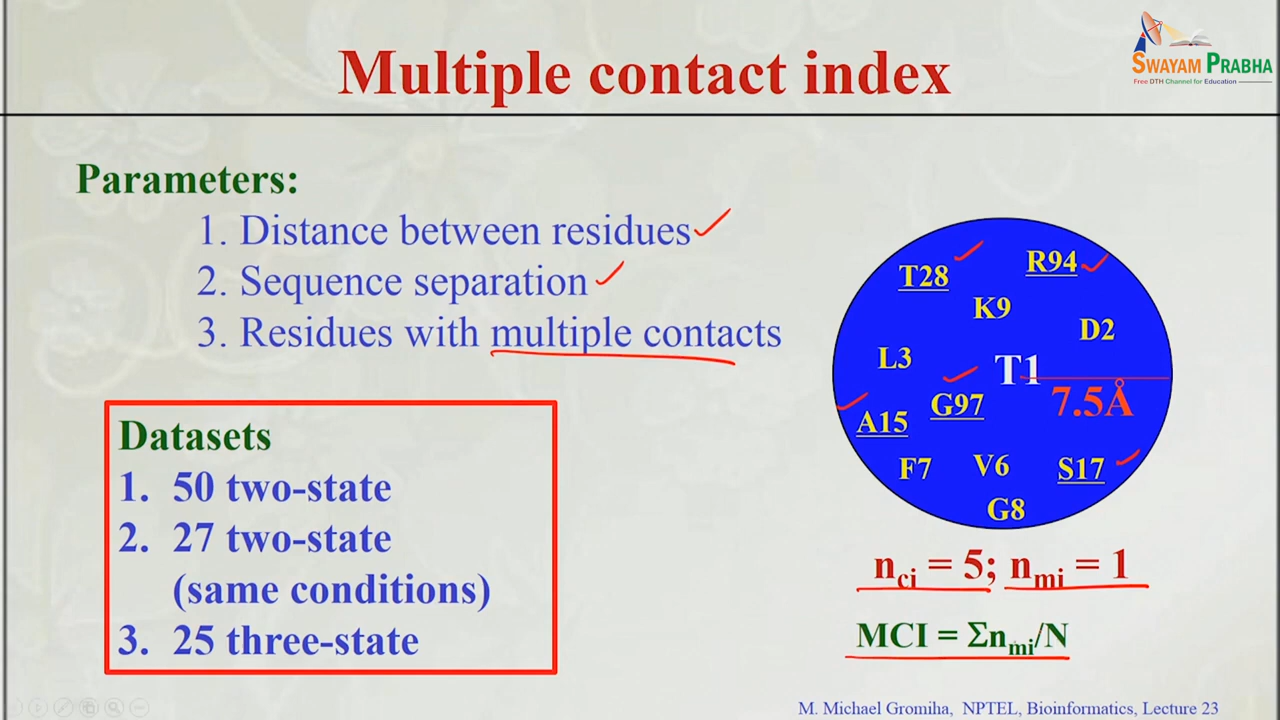 Multiple contact index
SWAYAM PRABHA
Free DTH Channel for Education
Parameters:
1. Distance between residues
2. Sequence separation
3. Residues with multiple contacts
Datasets
1. 50 two-state
2. 27 two-state
(same conditions)
3. 25 three-state
T28
R94
K9
D2
L3
T1
G97
7.5Å
A15
F7
V6
S17
G8
nci = 5; nmi = 1
MCI = Σnmi/N
M. Michael Gromiha, NPTEL, Bioinformatics, Lecture 23